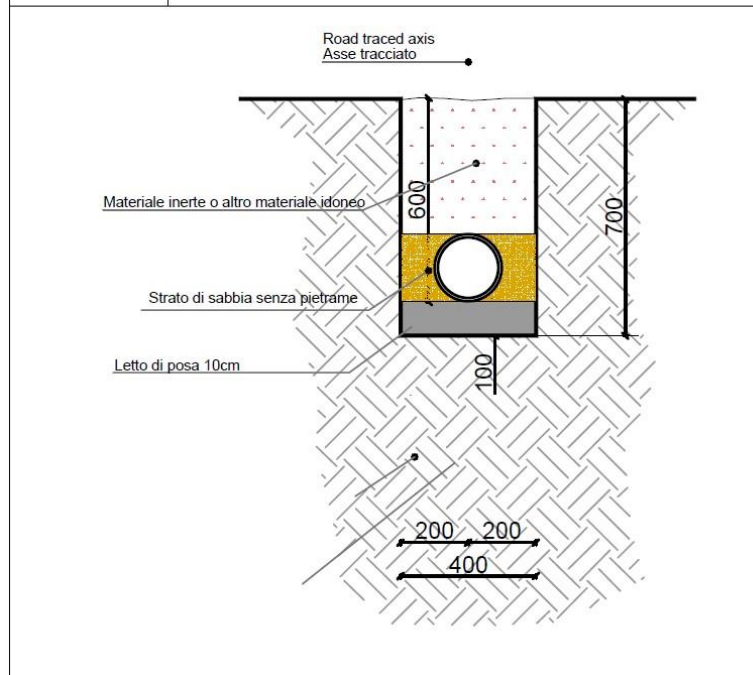 Road traced axis
Asse tracciato
Materiale inerte o altro materiale idoneo
600
700
Strato di sabbia senza pietrame
Letto di posa 10cm
100
200 200
400